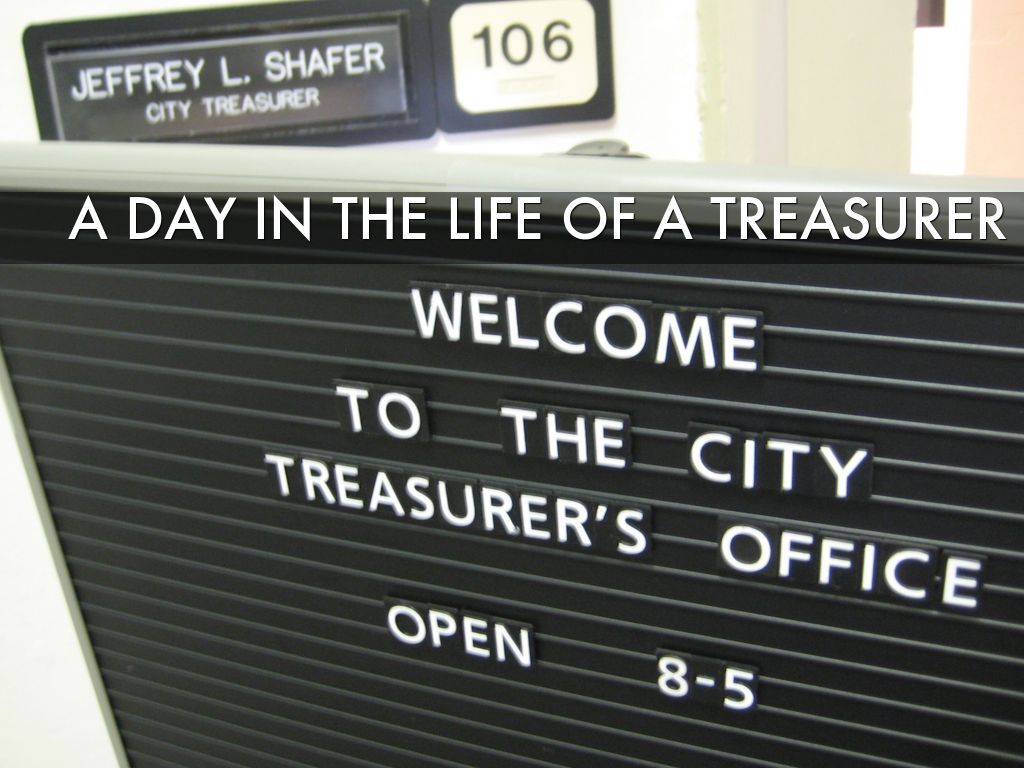 JEFFREY L. SHAFER
CITY TREASURER
106
A DAY IN THE LIFE OF A TREASURER
WELCOME
TO THE CITY
TREASURER'S OFFICE
OPEN 8-5